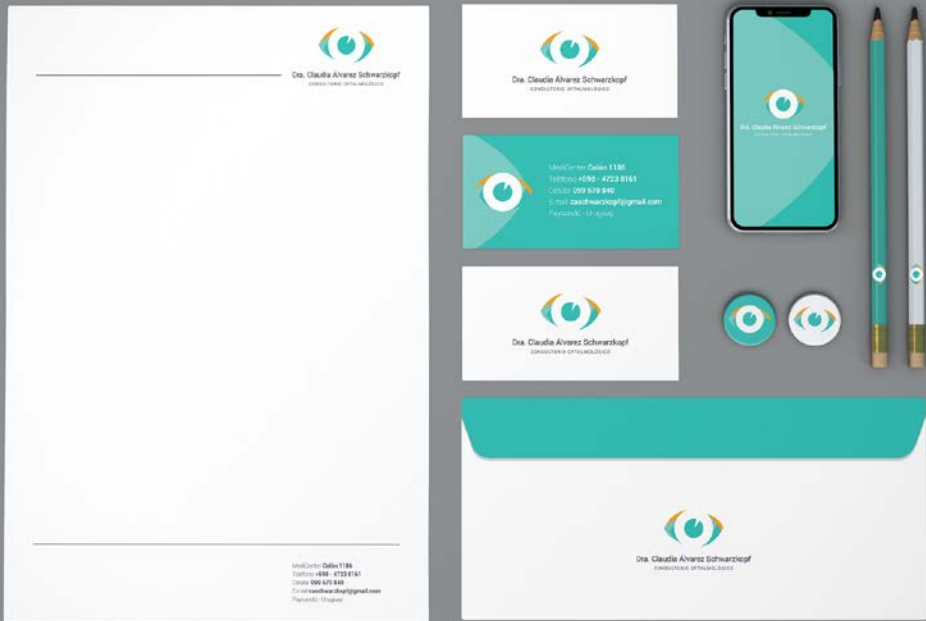 Dra. Claudia Álvarez Schwarzkopf
CONSULTORIO OFTALMOLÓGICO
MediCenter Colón 1186
Teléfono +598 - 4723 8161
Celular 099 670 840
E-mail caschwarzkopf@gmail.com
Paysandú - Uruguay
Dra. Claudia Álvarez Schwarzkopf
CONSULTORIO OFTALMOLÓGICO
MediCenter Colón 1186
Teléfono +598 - 4723 8161
Celular 099 670 840
E-mail caschwarzkopf@gmail.com
Paysandú - Uruguay
Dra. Claudia Álvarez Schwarzkopf
CONSULTORIO OFTALMOLÓGICO
Dra. Claudia Álvarez Schwarzkopf
CONSULTORIO OFTALMOLÓGICO
Dra. Claudia Álvarez Schwarzkopf
CONSULTORIO OFTALMOLÓGICO